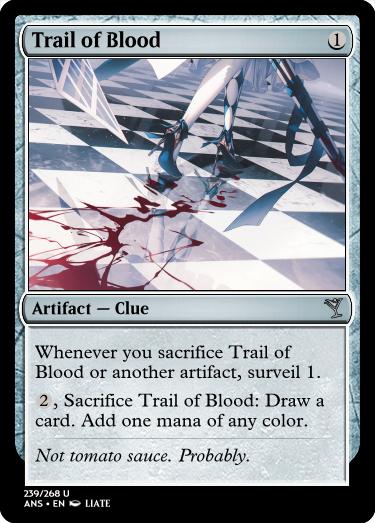 Trail of Blood 1
Artifact — Clue
Whenever you sacrifice Trail of
Blood or another artifact, surveil 1.
2, Sacrifice Trail of Blood: Draw a
card. Add one mana of any color.
Not tomato sauce. Probably.
239/268 U
ANS • EN LIATE